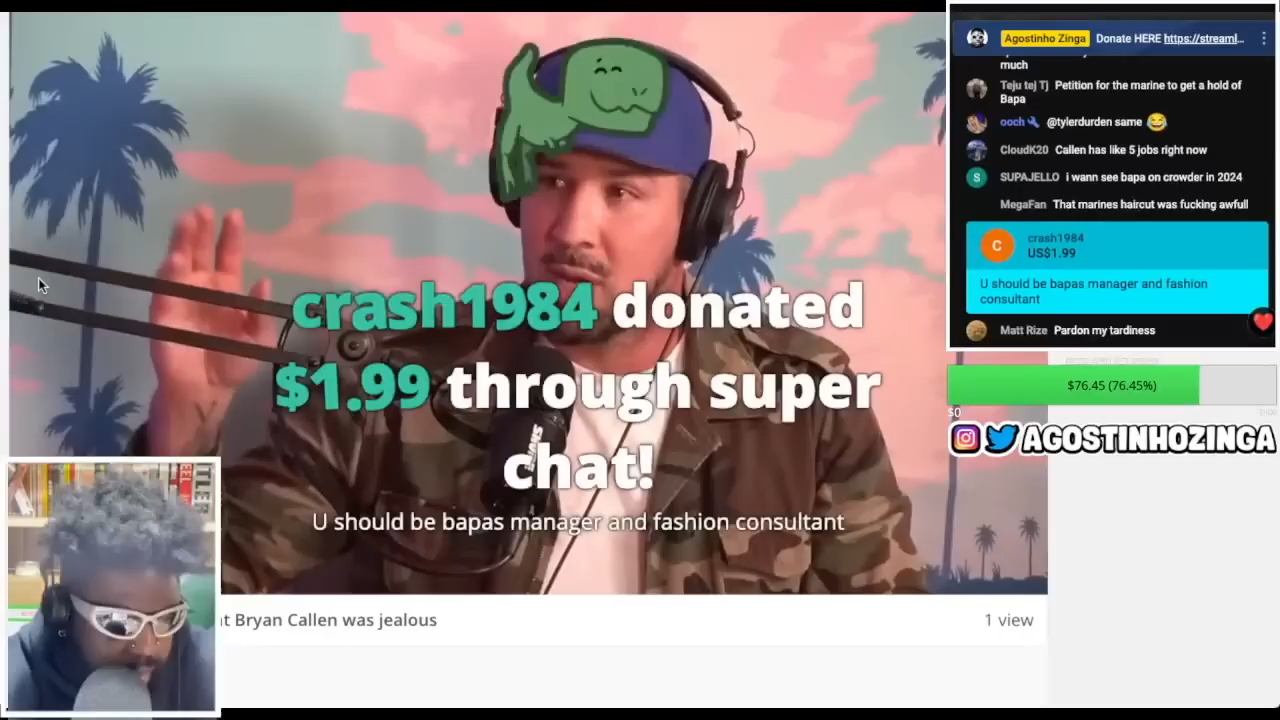 crash1984 donated
$1.99 through super
chat!
U should be bapas manager and fashion consultant
t Bryan Callen was jealous
1 view
Agostinho Zinga Donate HERE https://streaml...
much
Teju tej Tj Petition for the marine to get a hold of
Bapa
ooch @tylerdurden same
CloudK20 Callen has like 5 jobs right now
S SUPAJELLO i wann see bapa on crowder in 2024
MegaFan That marines haircut was fucking awfull
C crash1984
US$1.99
U should be bapas manager and fashion
consultant
Matt Rize Pardon my tardiness
$76.45 (76.45%)
$0
AGOSTINHOZINGA